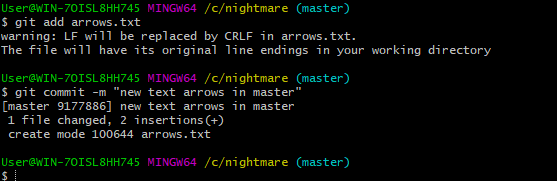 User@WIN-7OISL8HH745 MINGW64 /c/nightmare (master)
$ git add arrows.txt
warning: LF will be replaced by CRLF in arrows.txt.
The file will have its original line endings in your working directory
User@WIN-7OISL8HH745 MINGW64 /c/nightmare (master)
$ git commit -m "new text arrows in master"
[master 9177886] new text arrows in master
 1 file changed, 2 insertions(+)
 create mode 100644 arrows.txt
User@WIN-7OISL8HH745 MINGW64 /c/nightmare (master)
$